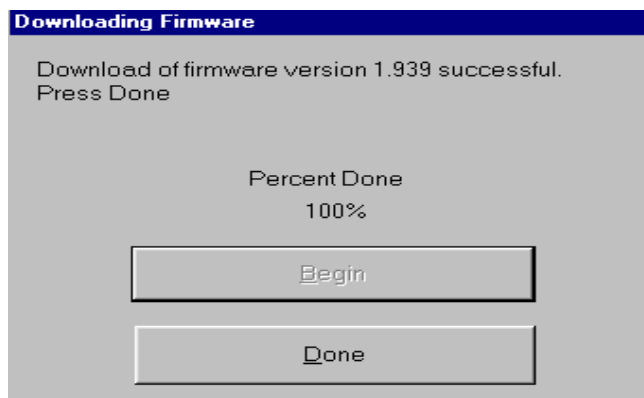 Downloading Firmware
Download of firmware version 1.939 successful.
Press Done
Percent Done
100%
Begin
Done